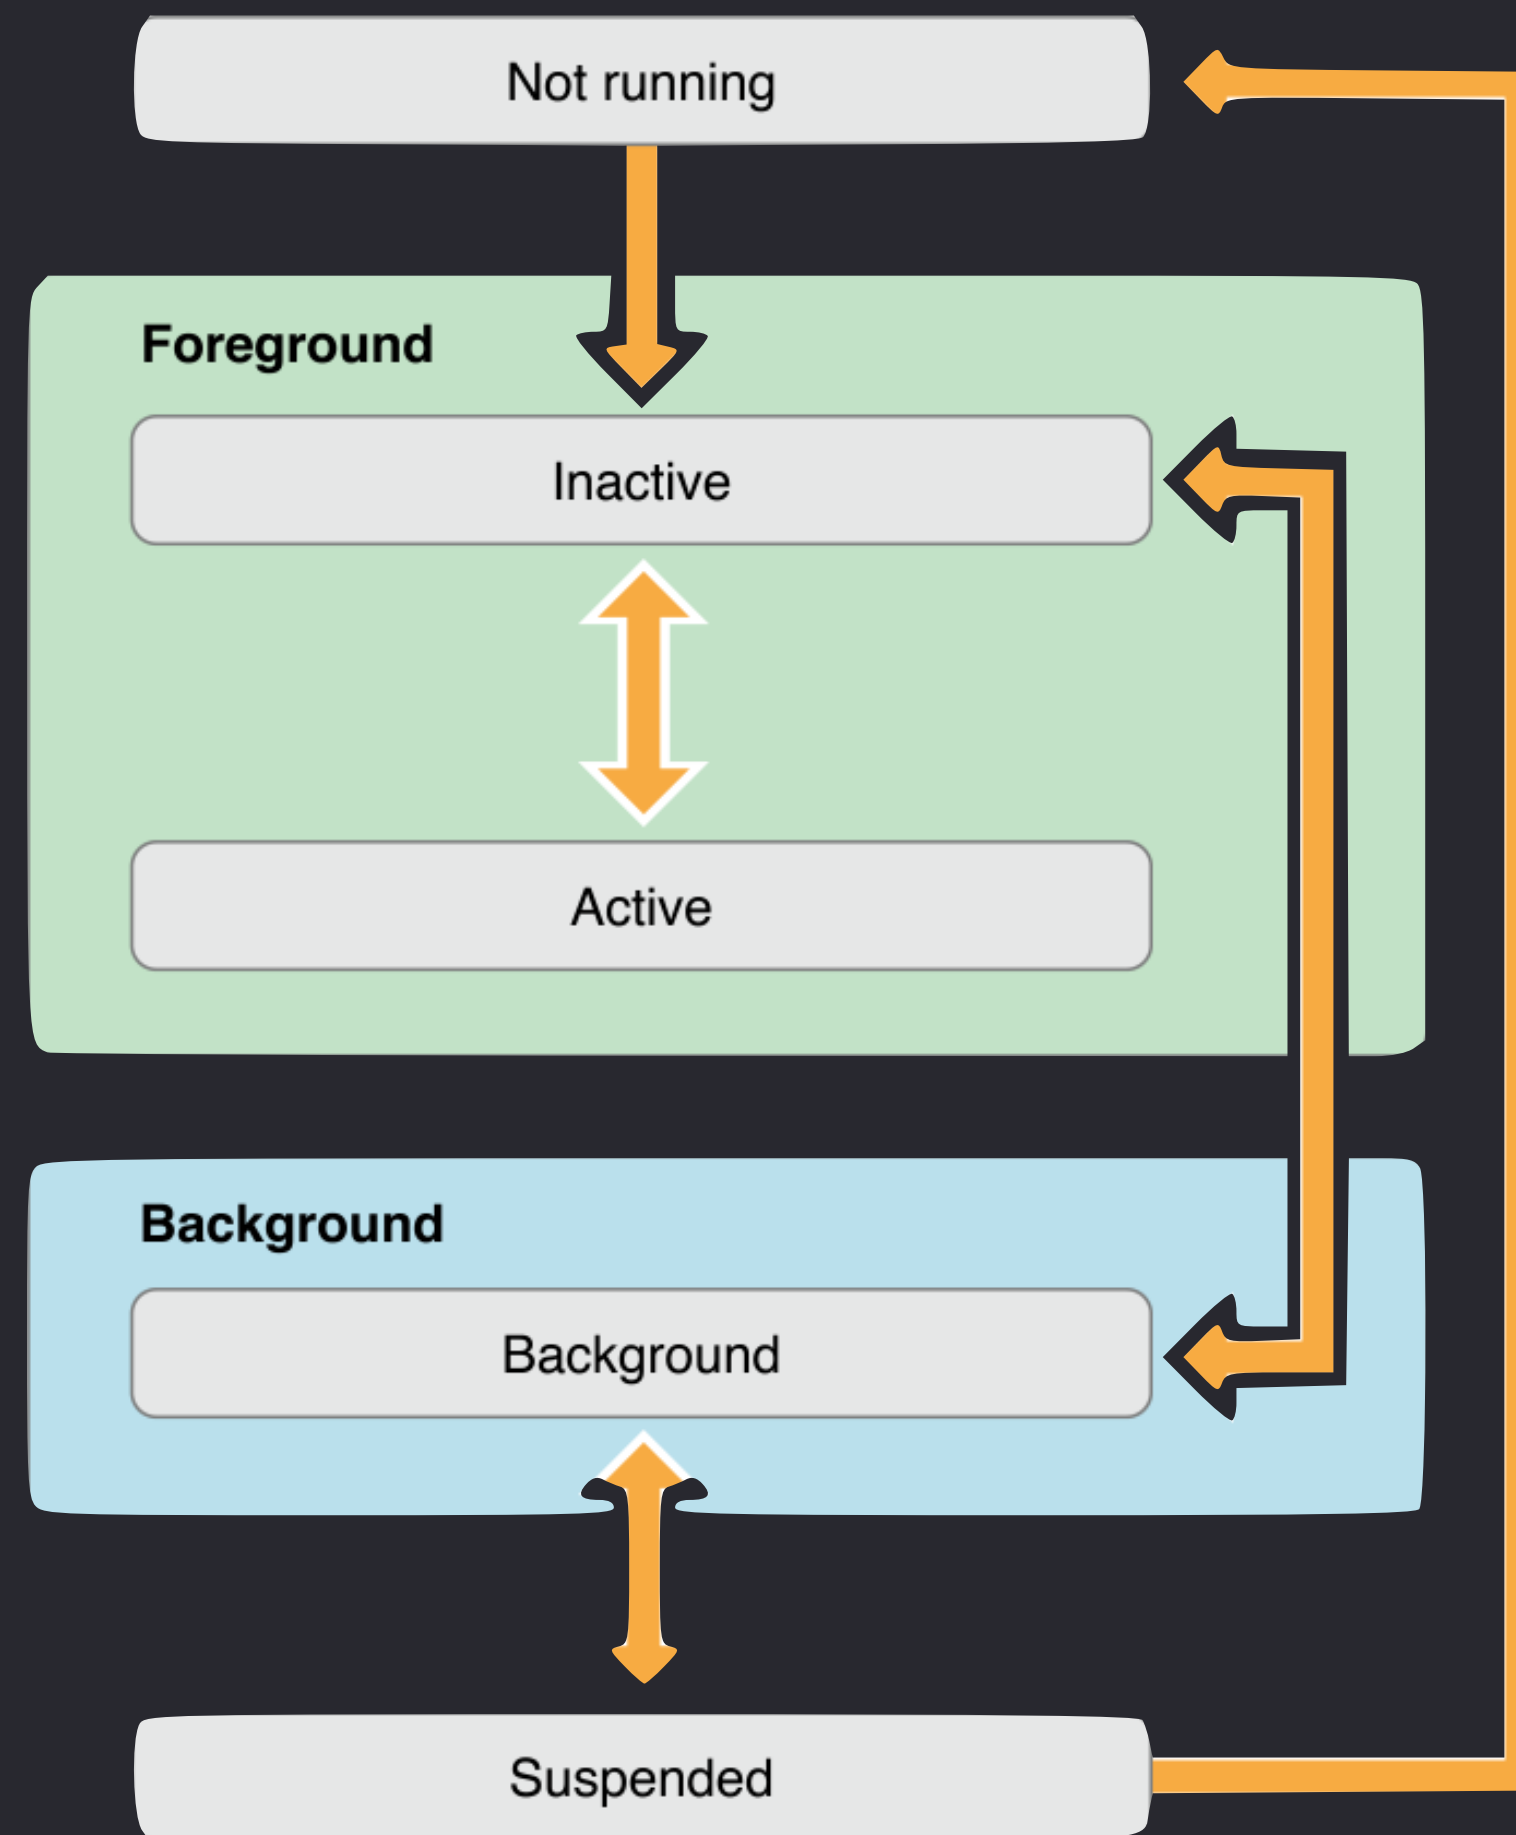 Not running
Foreground
Inactive
Active
Background
Background
Suspended